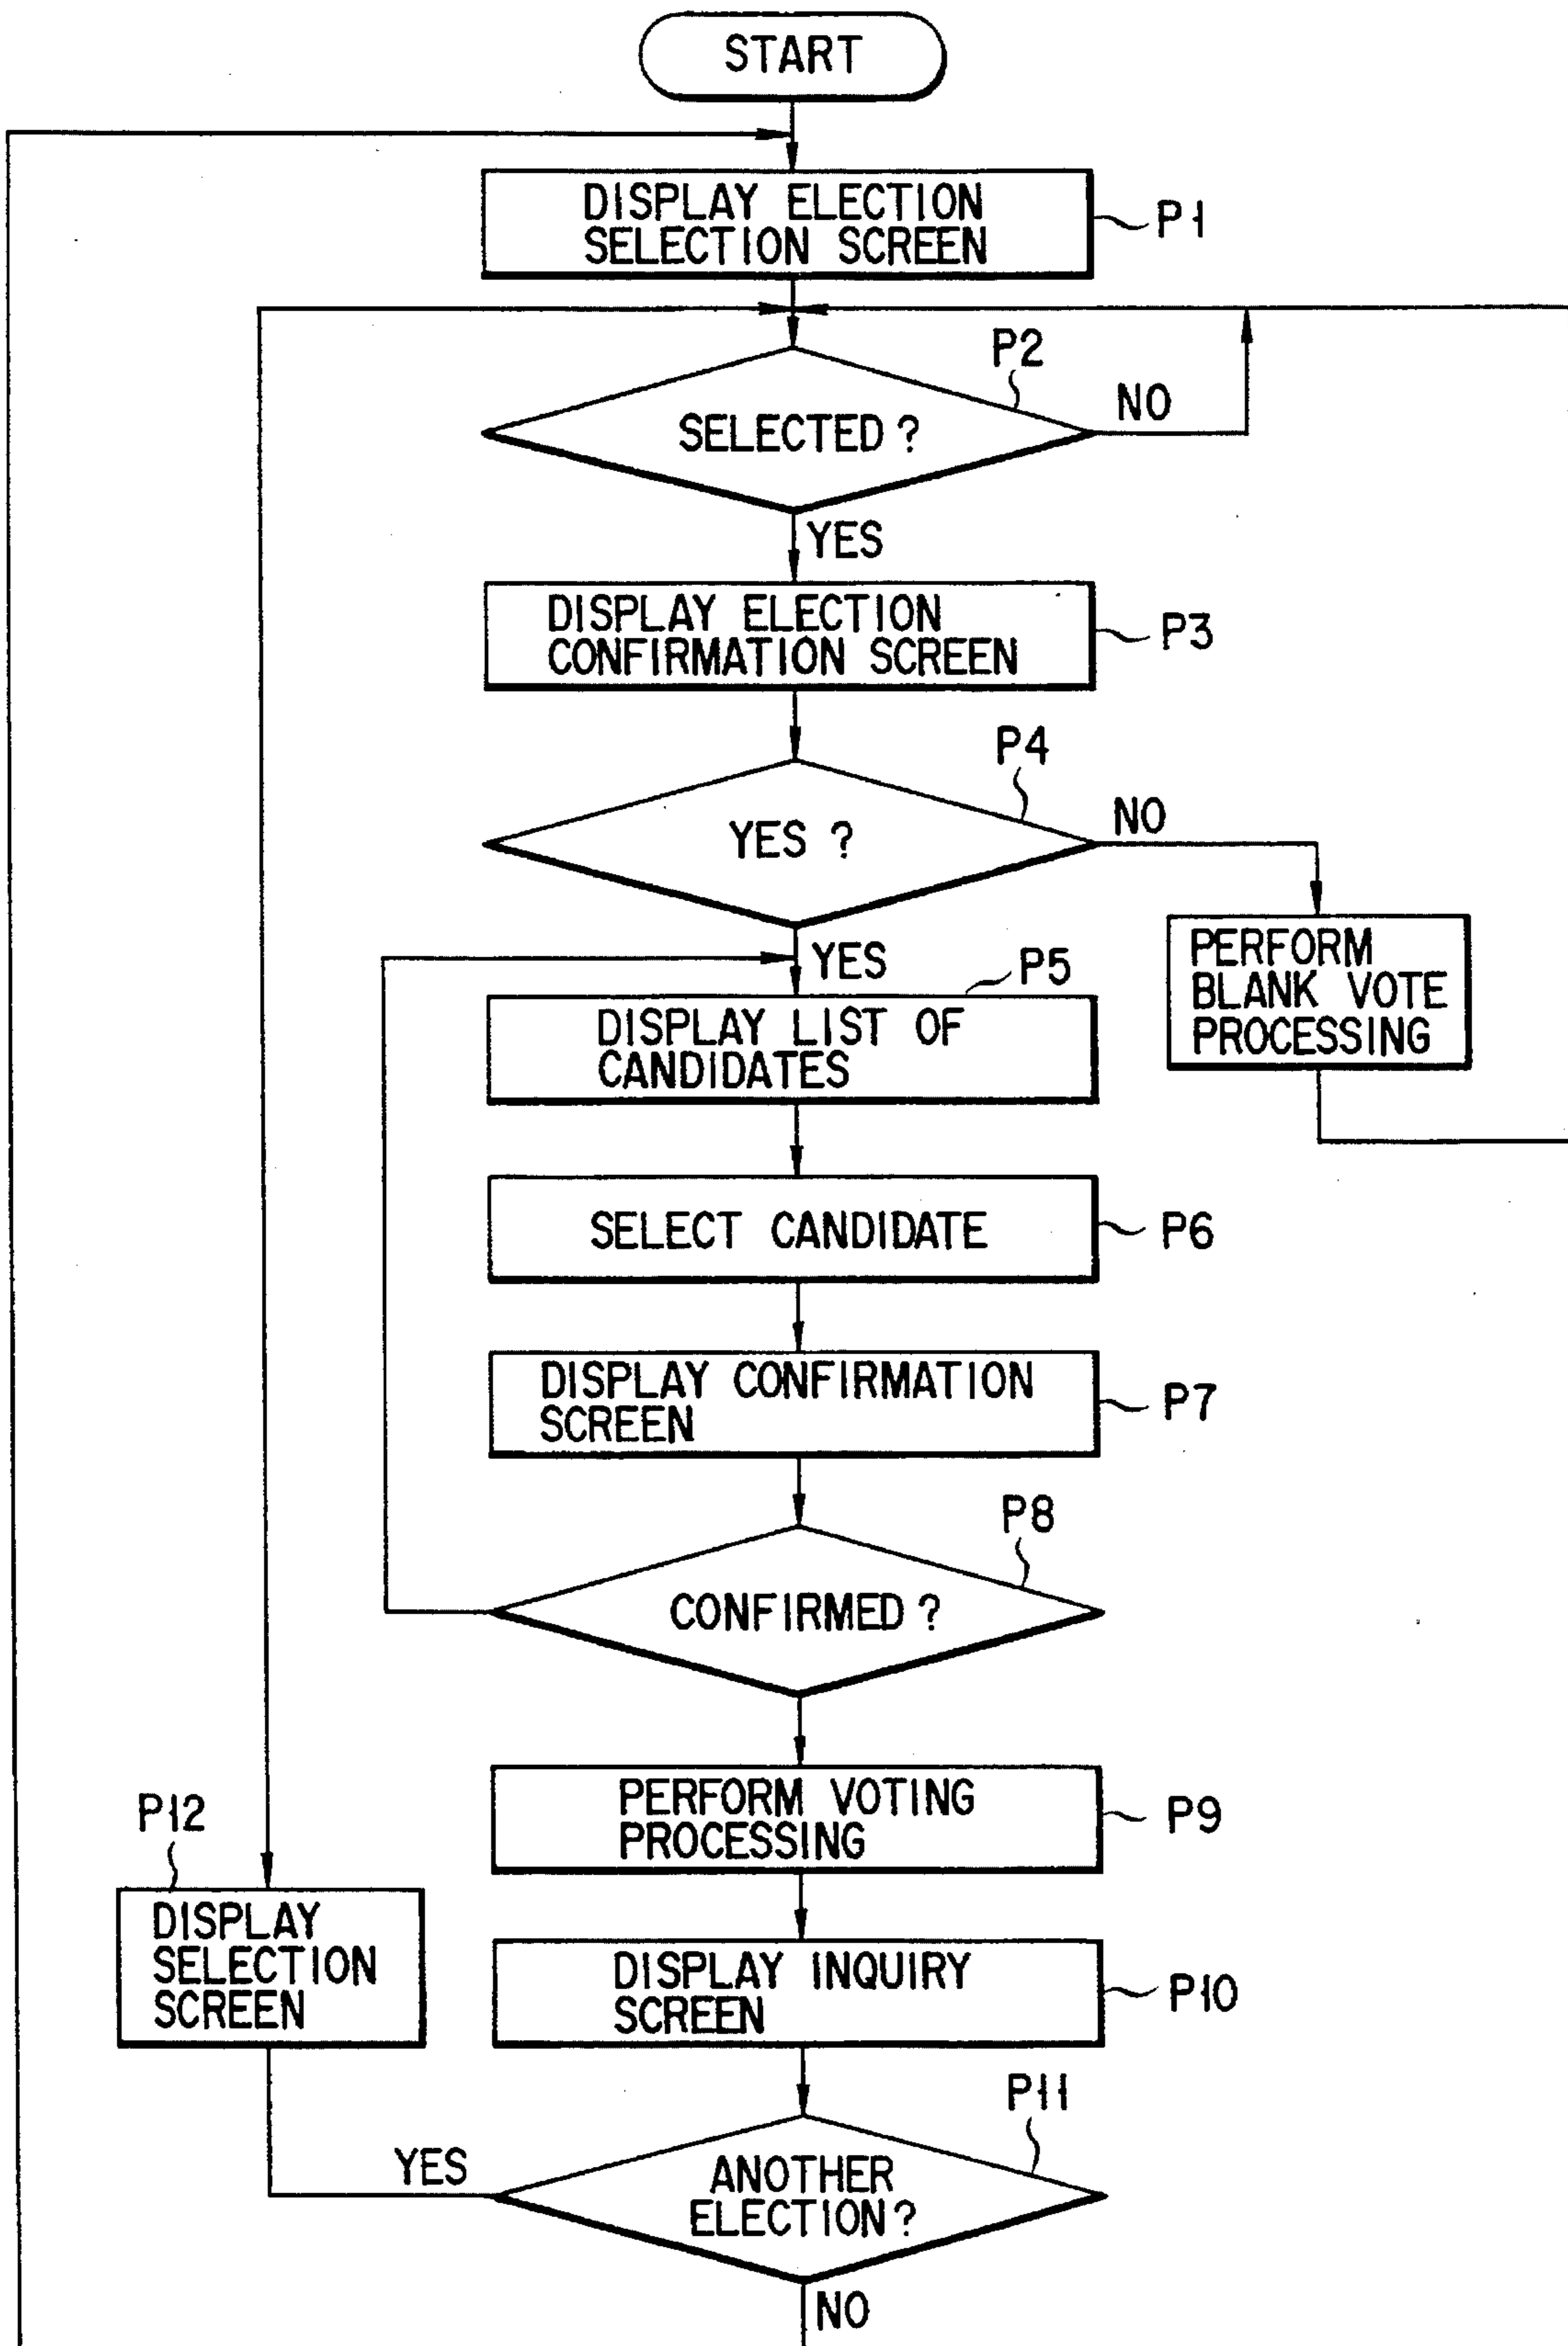 START
DISPLAY ELECTION
SELECTION SCREEN
P1
P2
SELECTED ?
NO
YES
DISPLAY ELECTION
CONFIRMATION SCREEN
P3
P4
YES ?
NO
YES
PERFORM
BLANK VOTE
PROCESSING
P5
DISPLAY LIST OF
CANDIDATES
SELECT CANDIDATE
P6
DISPLAY CONFIRMATION
SCREEN
P7
P8
CONFIRMED ?
PERFORM VOTING
PROCESSING
P9
P12
DISPLAY
SELECTION
SCREEN
DISPLAY INQUIRY
SCREEN
P10
P11
YES
ANOTHER
ELECTION ?
NO